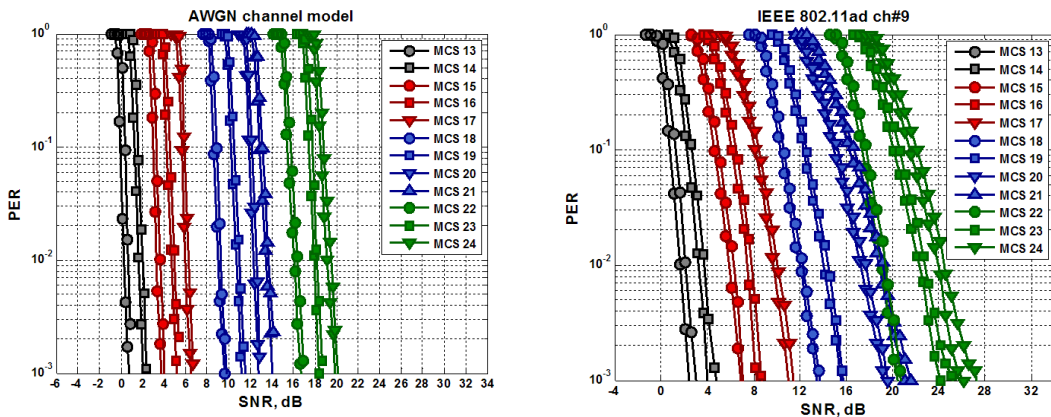 AWGN channel model
PER
10^0
10^-1
10^-2
10^-3
-6 -4 -2 0 2 4 6 8 10 12 14 16 18 20 22 24 26 28 30 32 34
SNR, dB
MCS 13
MCS 14
MCS 15
MCS 16
MCS 17
MCS 18
MCS 19
MCS 20
MCS 21
MCS 22
MCS 23
MCS 24
IEEE 802.11ad ch#9
PER
10^0
10^-1
10^-2
10^-3
-4 0 4 8 12 16 20 24 28 32
SNR, dB
MCS 13
MCS 14
MCS 15
MCS 16
MCS 17
MCS 18
MCS 19
MCS 20
MCS 21
MCS 22
MCS 23
MCS 24